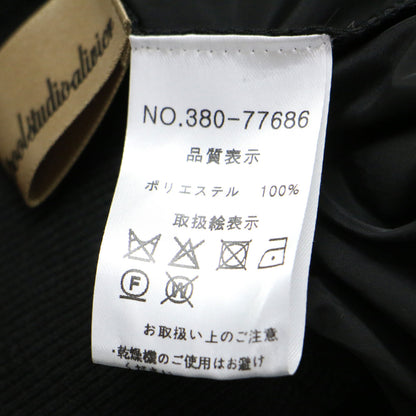 studio
NO.380-77686
品質表示
ポリエステル 100%
取扱絵表示
F W
お取扱い上のご注意
・乾燥機のご使用はお避け